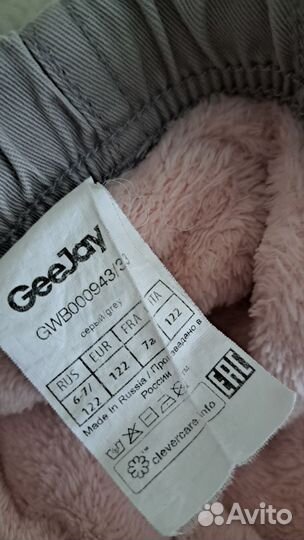 GeeJay
GWB000943/33
серый/grey
RUS EUR FRA ITA
6-7/122 122 7a 122
Made in Russia/Произведено в
России
EAC
clevercare.info
Avito